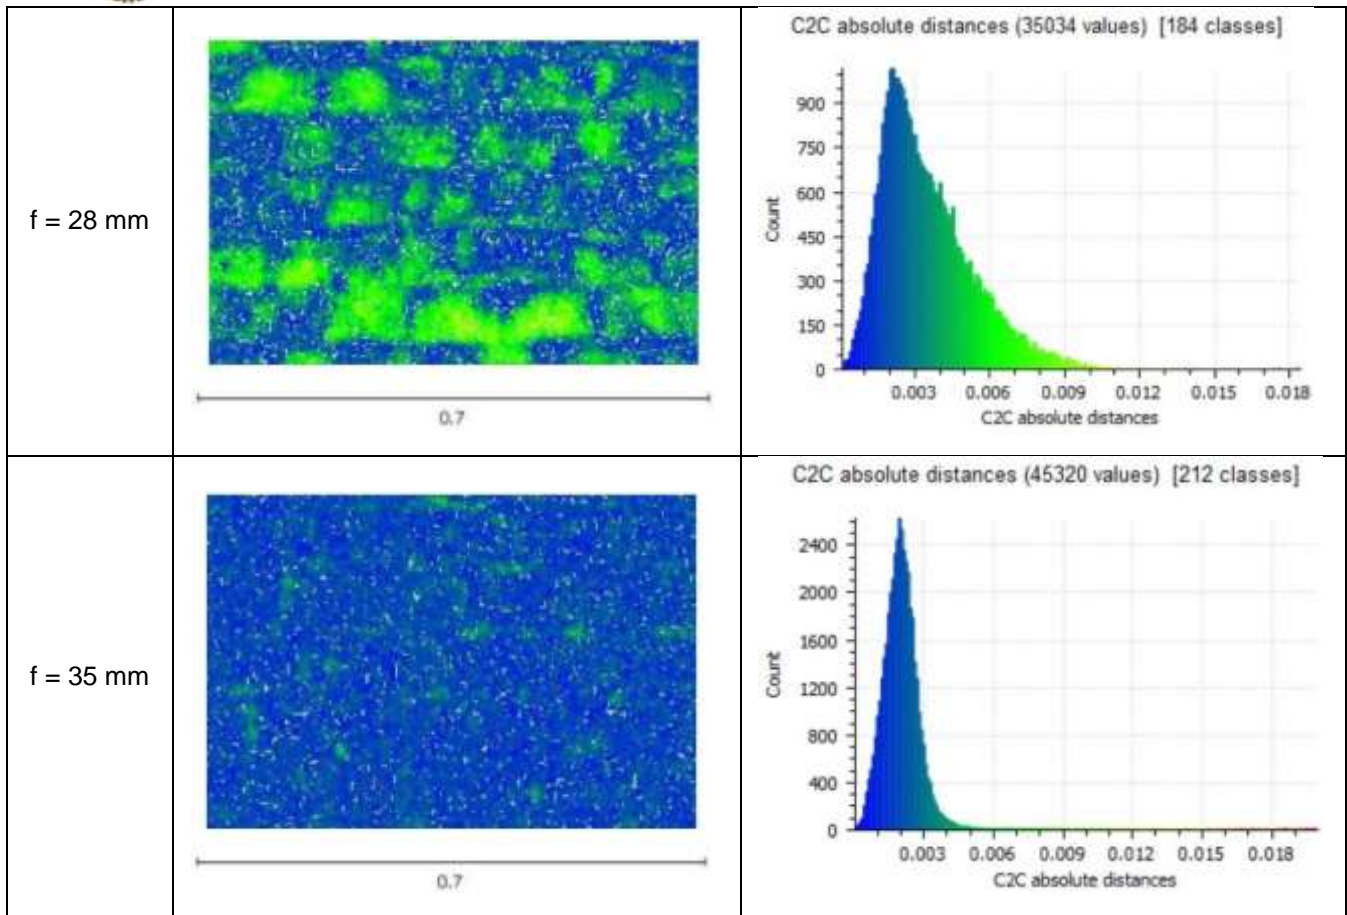 f = 28 mm
0.7
C2C absolute distances (35034 values) [184 classes]
900
750
600
450
300
150
0
Count
0.003 0.006 0.009 0.012 0.015 0.018
C2C absolute distances
f = 35 mm
0.7
C2C absolute distances (45320 values) [212 classes]
2400
2000
1600
1200
800
400
0
Count
0.003 0.006 0.009 0.012 0.015 0.018
C2C absolute distances